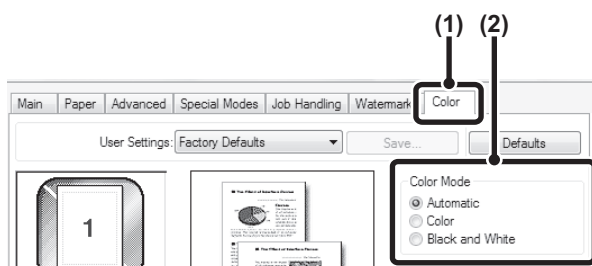 (1) (2)
Main Paper Advanced Special Modes Job Handling Watermark Color
User Settings: Factory Defaults Save... Defaults
Color Mode
Automatic
Color
Black and White
1